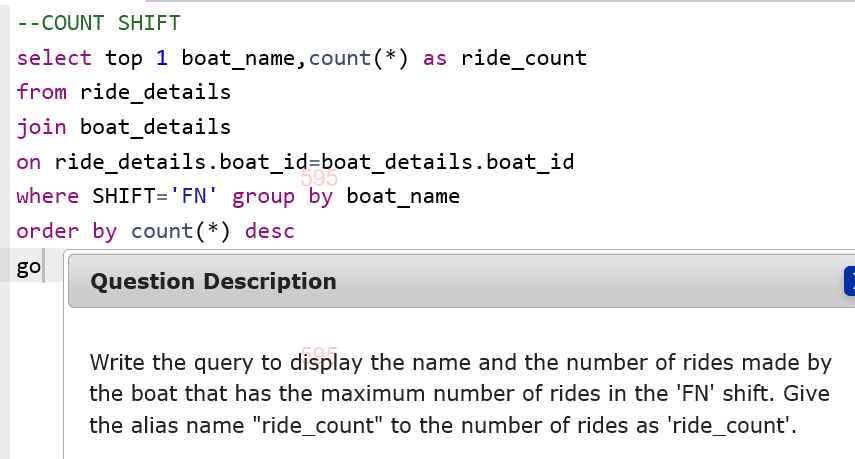 --COUNT SHIFT
select top 1 boat_name,count(*) as ride_count
from ride_details
join boat_details
on ride_details.boat_id=boat_details.boat_id
595
where SHIFT='FN' group by boat_name
order by count(*) desc
go
Question Description
595
Write the query to display the name and the number of rides made by
the boat that has the maximum number of rides in the 'FN' shift. Give
the alias name "ride_count" to the number of rides as 'ride_count'.